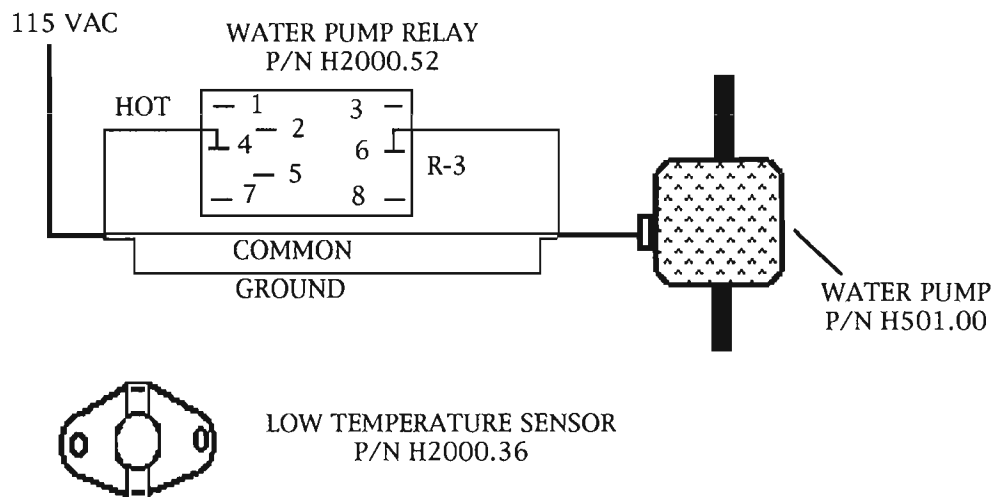 115 VAC
WATER PUMP RELAY
P/N H2000.52
HOT
1
3
2
4
6
R-3
5
7
8
COMMON
GROUND
WATER PUMP
P/N H501.00
LOW TEMPERATURE SENSOR
P/N H2000.36